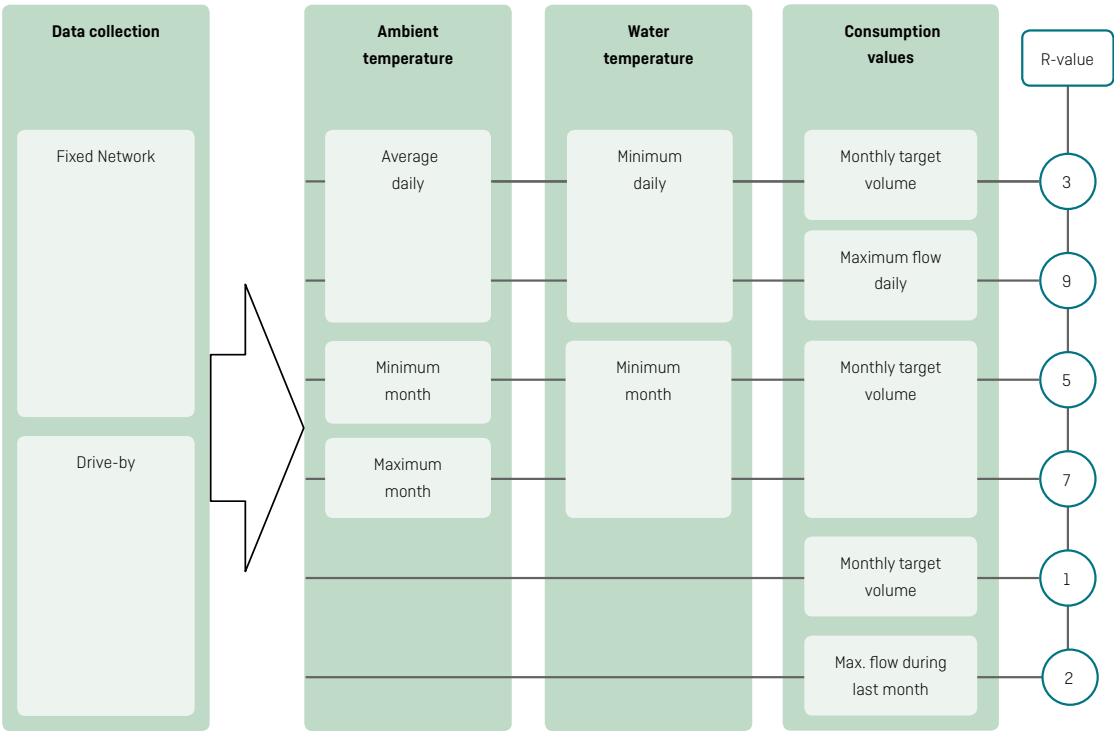 Data collection
Fixed Network
Drive-by
Ambient
temperature
Average
daily
Minimum
month
Maximum
month
Water
temperature
Minimum
daily
Minimum
month
Consumption
values
Monthly target
volume
Maximum flow
daily
Monthly target
volume
Monthly target
volume
Max. flow during
last month
R-value
3
9
5
7
1
2